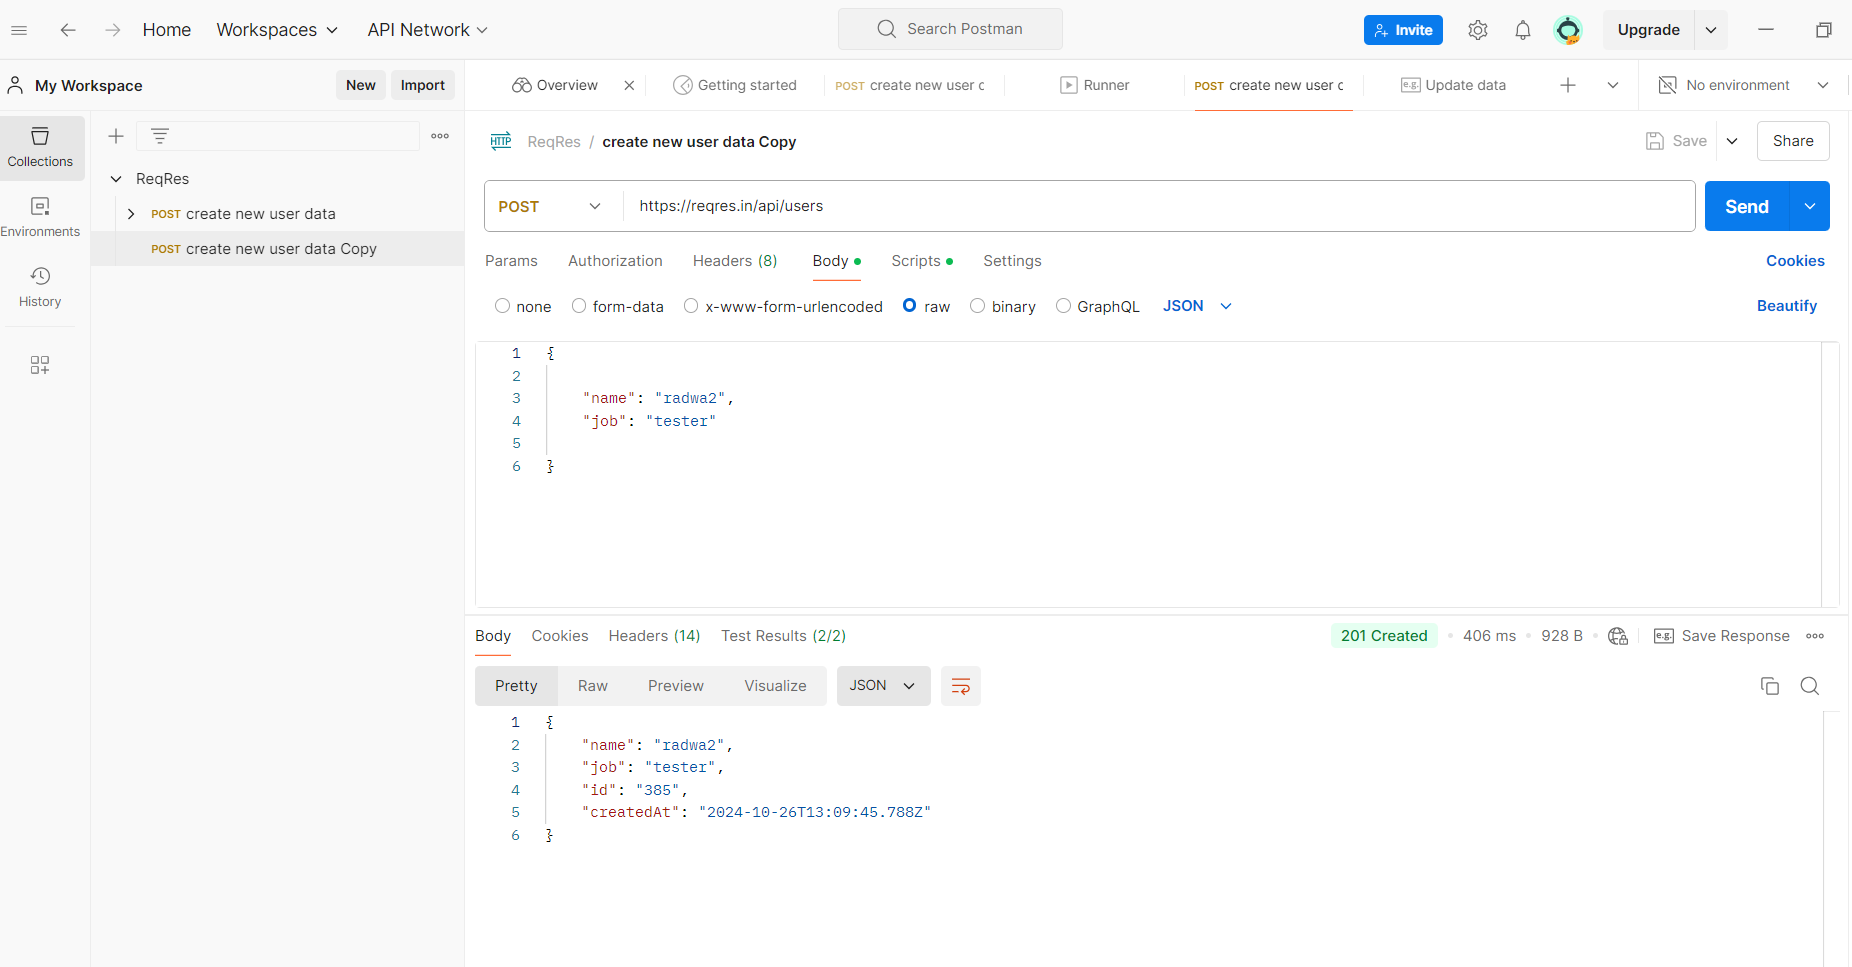 Home Workspaces API Network Search Postman Invite Upgrade
My Workspace New Import Overview Getting started POST create new user Runner POST create new user Update data No environment
Collections
Environments
History
ReqRes
POST create new user data
POST create new user data Copy
HTTP ReqRes / create new user data Copy Save Share
POST https://reqres.in/api/users Send
Params Authorization Headers (8) Body Scripts Settings Cookies
none form-data x-www-form-urlencoded raw binary GraphQL JSON Beautify
1 {
2
3 "name": "radwa2",
4 "job": "tester"
5
6 }
Body Cookies Headers (14) Test Results (2/2) 201 Created 406 ms 928 B e.g. Save Response
Pretty Raw Preview Visualize JSON
1 {
2 "name": "radwa2",
3 "job": "tester",
4 "id": "385",
5 "createdAt": "2024-10-26T13:09:45.788Z"
6 }